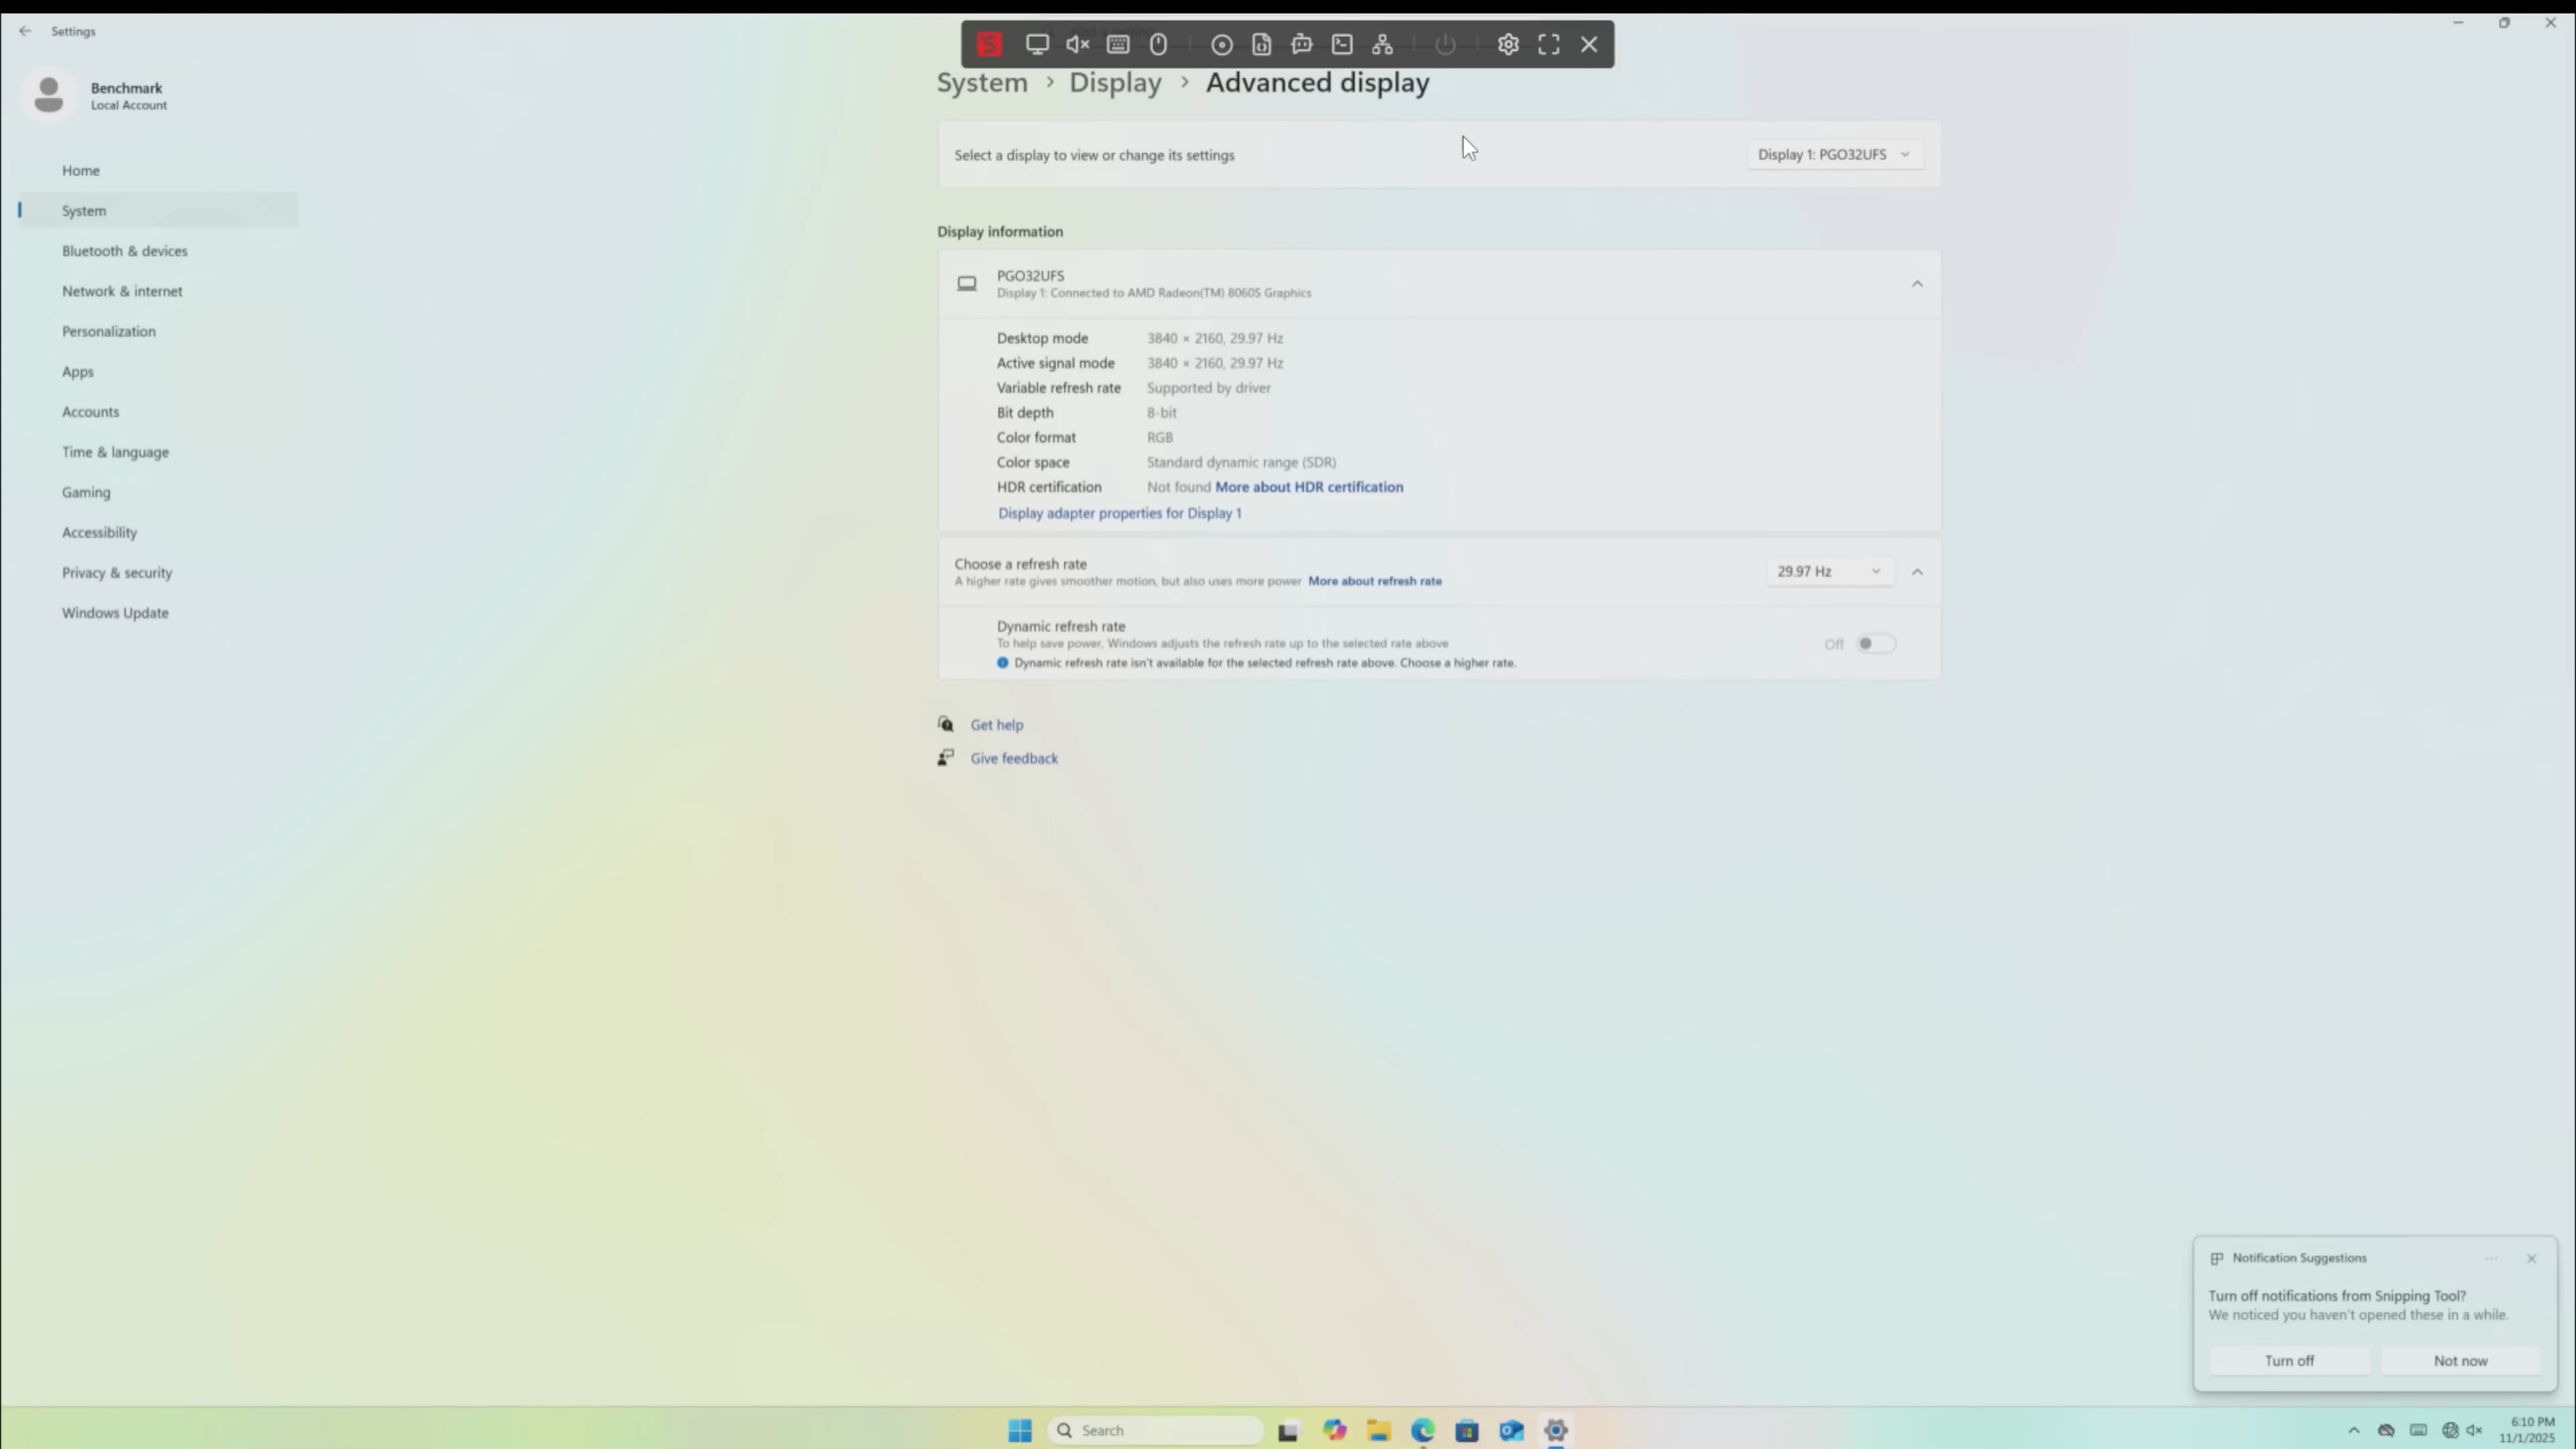 Settings
Benchmark
Local Account
Home
System
Bluetooth & devices
Network & internet
Personalization
Apps
Accounts
Time & language
Gaming
Accessibility
Privacy & security
Windows Update
System > Display > Advanced display
Select a display to view or change its settings
Display 1: PGO32UFS
Display information
PGO32UFS
Display 1: Connected to AMD Radeon(TM) 8060S Graphics
Desktop mode 3840 × 2160, 29.97 Hz
Active signal mode 3840 × 2160, 29.97 Hz
Variable refresh rate Supported by driver
Bit depth 8-bit
Color format RGB
Color space Standard dynamic range (SDR)
HDR certification Not found More about HDR certification
Display adapter properties for Display 1
Choose a refresh rate
A higher rate gives smoother motion, but also uses more power More about refresh rate
29.97 Hz
Dynamic refresh rate
To help save power, Windows adjusts the refresh rate up to the selected rate above
Dynamic refresh rate isn't available for the selected refresh rate above. Choose a higher rate.
Off
Get help
Give feedback
Notification Suggestions
Turn off notifications from Snipping Tool?
We noticed you haven't opened these in a while.
Turn off
Not now
Search
6:10 PM
11/1/2025